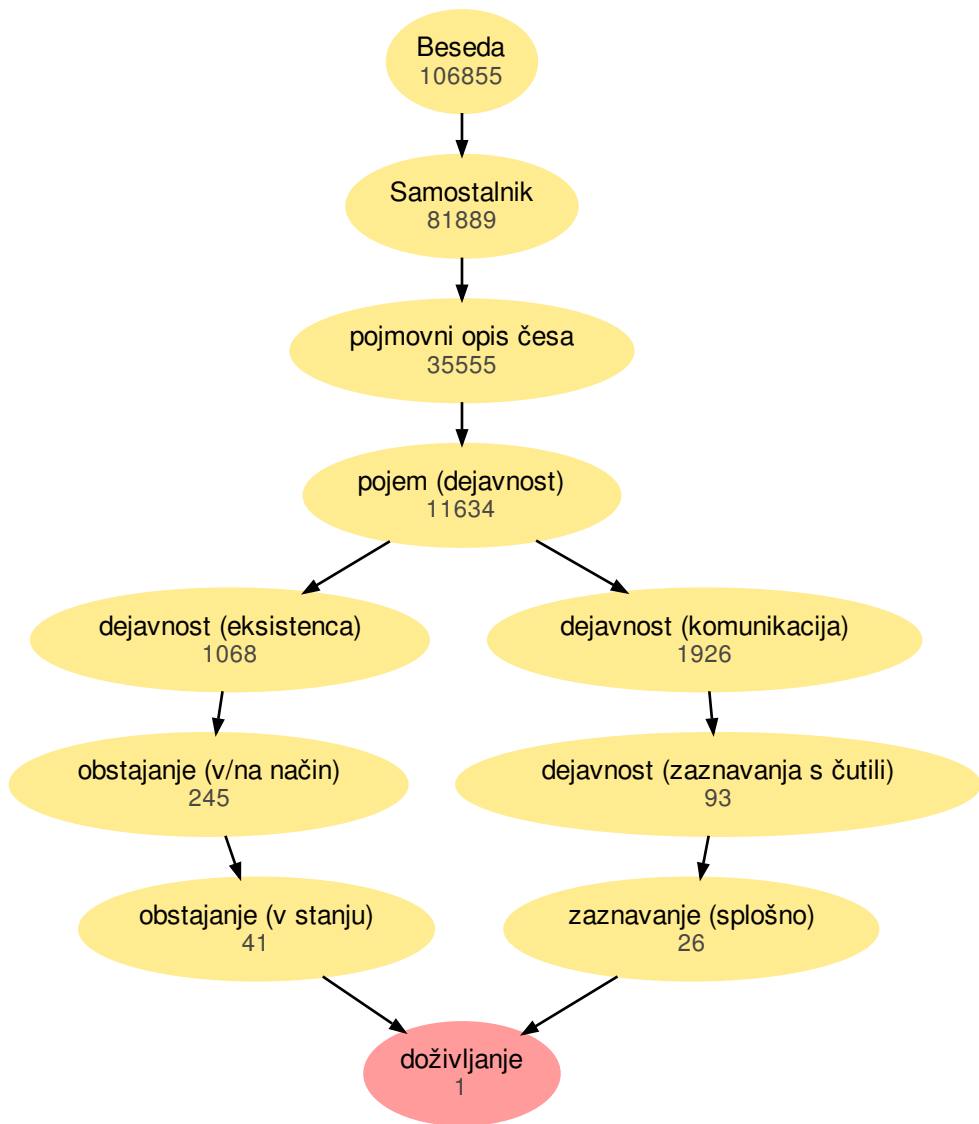 Beseda
106855
Samostalnik
81889
pojmovni opis česa
35555
pojem (dejavnost)
11634
dejavnost (eksistenca)
1068
dejavnost (komunikacija)
1926
obstajanje (v/na način)
245
dejavnost (zaznavanja s čutili)
93
obstajanje (v stanju)
41
zaznavanje (splošno)
26
doživljanje
1